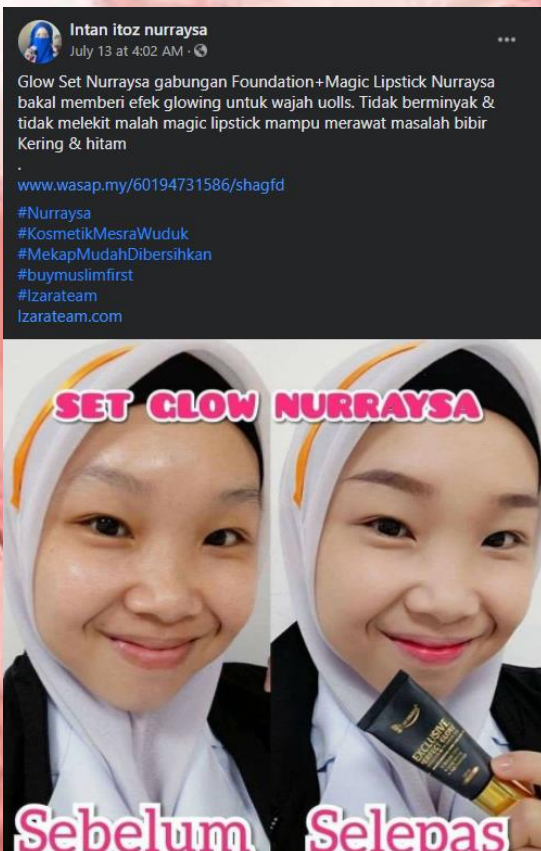 Intan itoz nurraysa
July 13 at 4:02 AM ·
Glow Set Nurraysa gabungan Foundation+Magic Lipstick Nurraysa
bakal memberi efek glowing untuk wajah uolls. Tidak berminyak &
tidak melekit malah magic lipstick mampu merawat masalah bibir
Kering & hitam
.
www.wasap.my/60194731586/shagfd
#Nurraysa
#KosmetikMesraWuduk
#MekapMudahDibersihkan
#buymuslimfirst
#Izarateam
Izarateam.com
SET GLOW NURRAYSA
EXCLUSIVE
Sebelum
Selepas